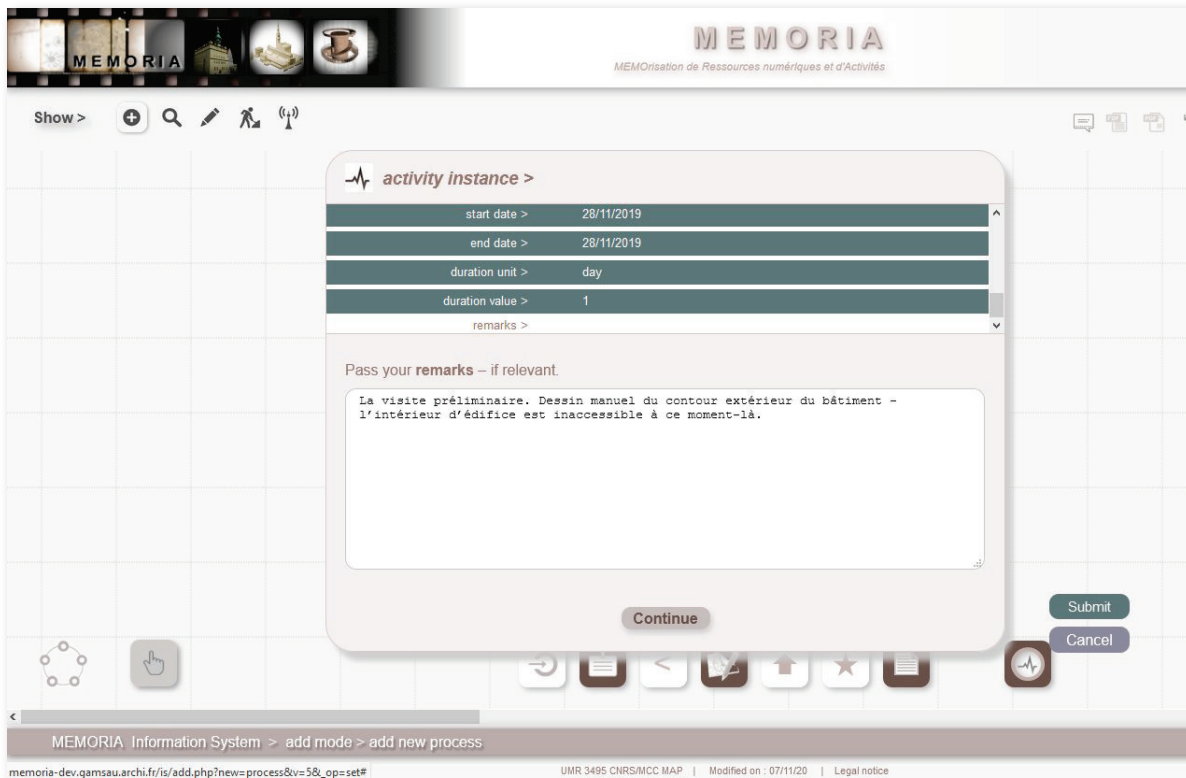 MEMORIA
MEMORIA
MEMOrisation de Ressources numériques et d'Activités
Show >
activity instance >
start date > 28/11/2019
end date > 28/11/2019
duration unit > day
duration value > 1
remarks >
Pass your remarks – if relevant.
La visite préliminaire. Dessin manuel du contour extérieur du bâtiment –
l'intérieur d'édifice est inaccessible à ce moment-là.
Continue
Submit
Cancel
MEMORIA Information System > add mode > add new process
memoria-dev.gamsau.archi.fr/is/add.php?new=process&v=5&_op=set#
UMR 3495 CNRS/MCC MAP | Modified on : 07/11/20 | Legal notice